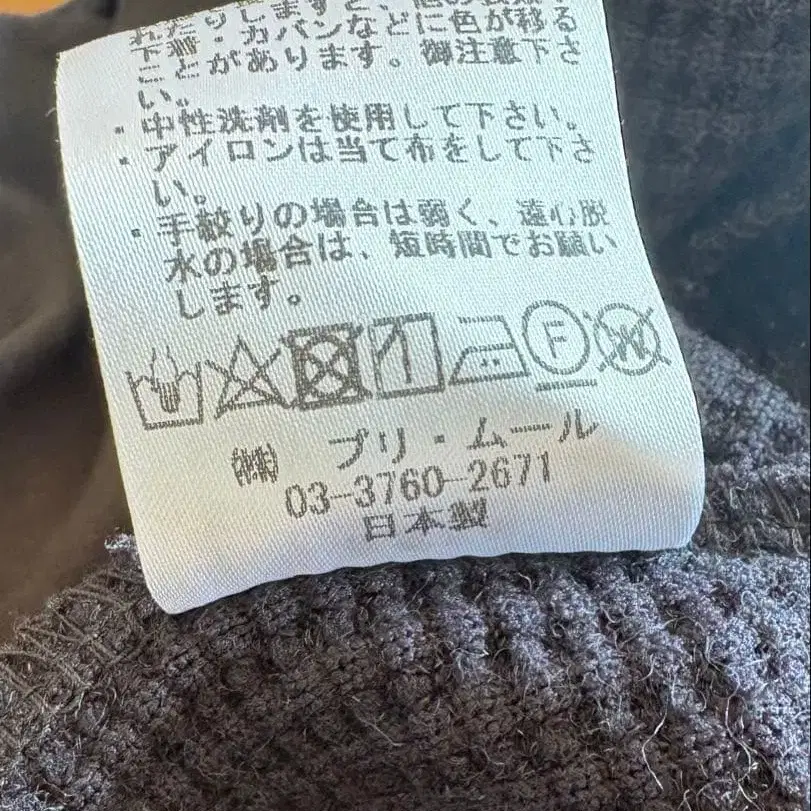 下着・カバンなどに色が移る
ことがあります。御注意下さ
い。
・中性洗剤を使用して下さい。
・アイロンは当て布をして下さ
い。
・手絞りの場合は弱く、遠心脱
水の場合は、短時間でお願い
します。
F W
㈱ プリ・ムール
03-3760-2671
日本製